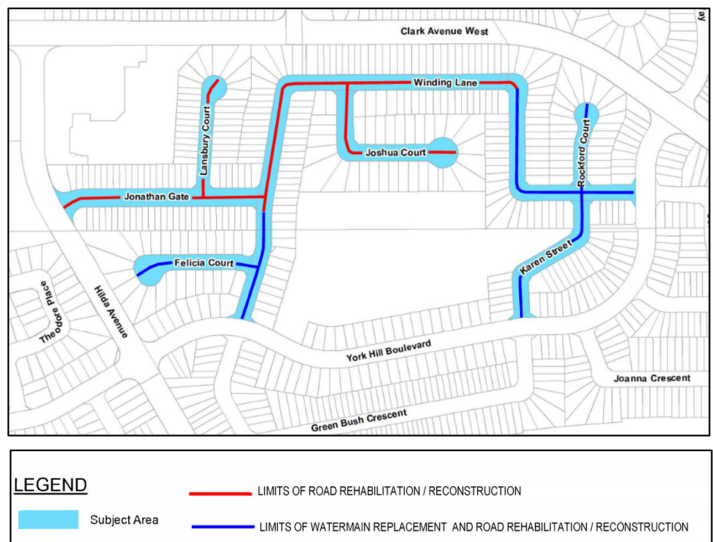 Clark Avenue West
ay
Winding Lane
Lansbury Court
Joshua Court
Rockford Court
Jonathan Gate
Felicia Court
Karen Street
Hilda Avenue
Theodore Place
York Hill Boulevard
Joanna Crescent
Green Bush Crescent
LEGEND
LIMITS OF ROAD REHABILITATION / RECONSTRUCTION
Subject Area
LIMITS OF WATERMAIN REPLACEMENT AND ROAD REHABILITATION / RECONSTRUCTION